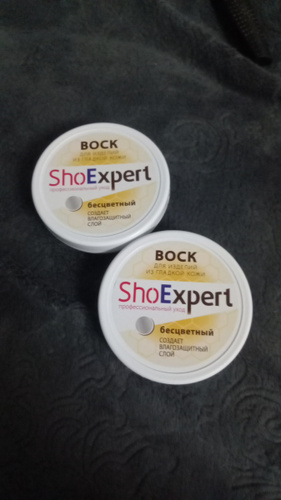 ВОСК
ДЛЯ ИЗДЕЛИЙ
ИЗ ГЛАДКОЙ КОЖИ
ShoExpert
профессиональный уход
бесцветный
СОЗДАЕТ
ВЛАГОЗАЩИТНЫЙ
СЛОЙ
ВОСК
ДЛЯ ИЗДЕЛИЙ
ИЗ ГЛАДКОЙ КОЖИ
ShoExpert
профессиональный уход
бесцветный
СОЗДАЕТ
ВЛАГОЗАЩИТНЫЙ
СЛОЙ